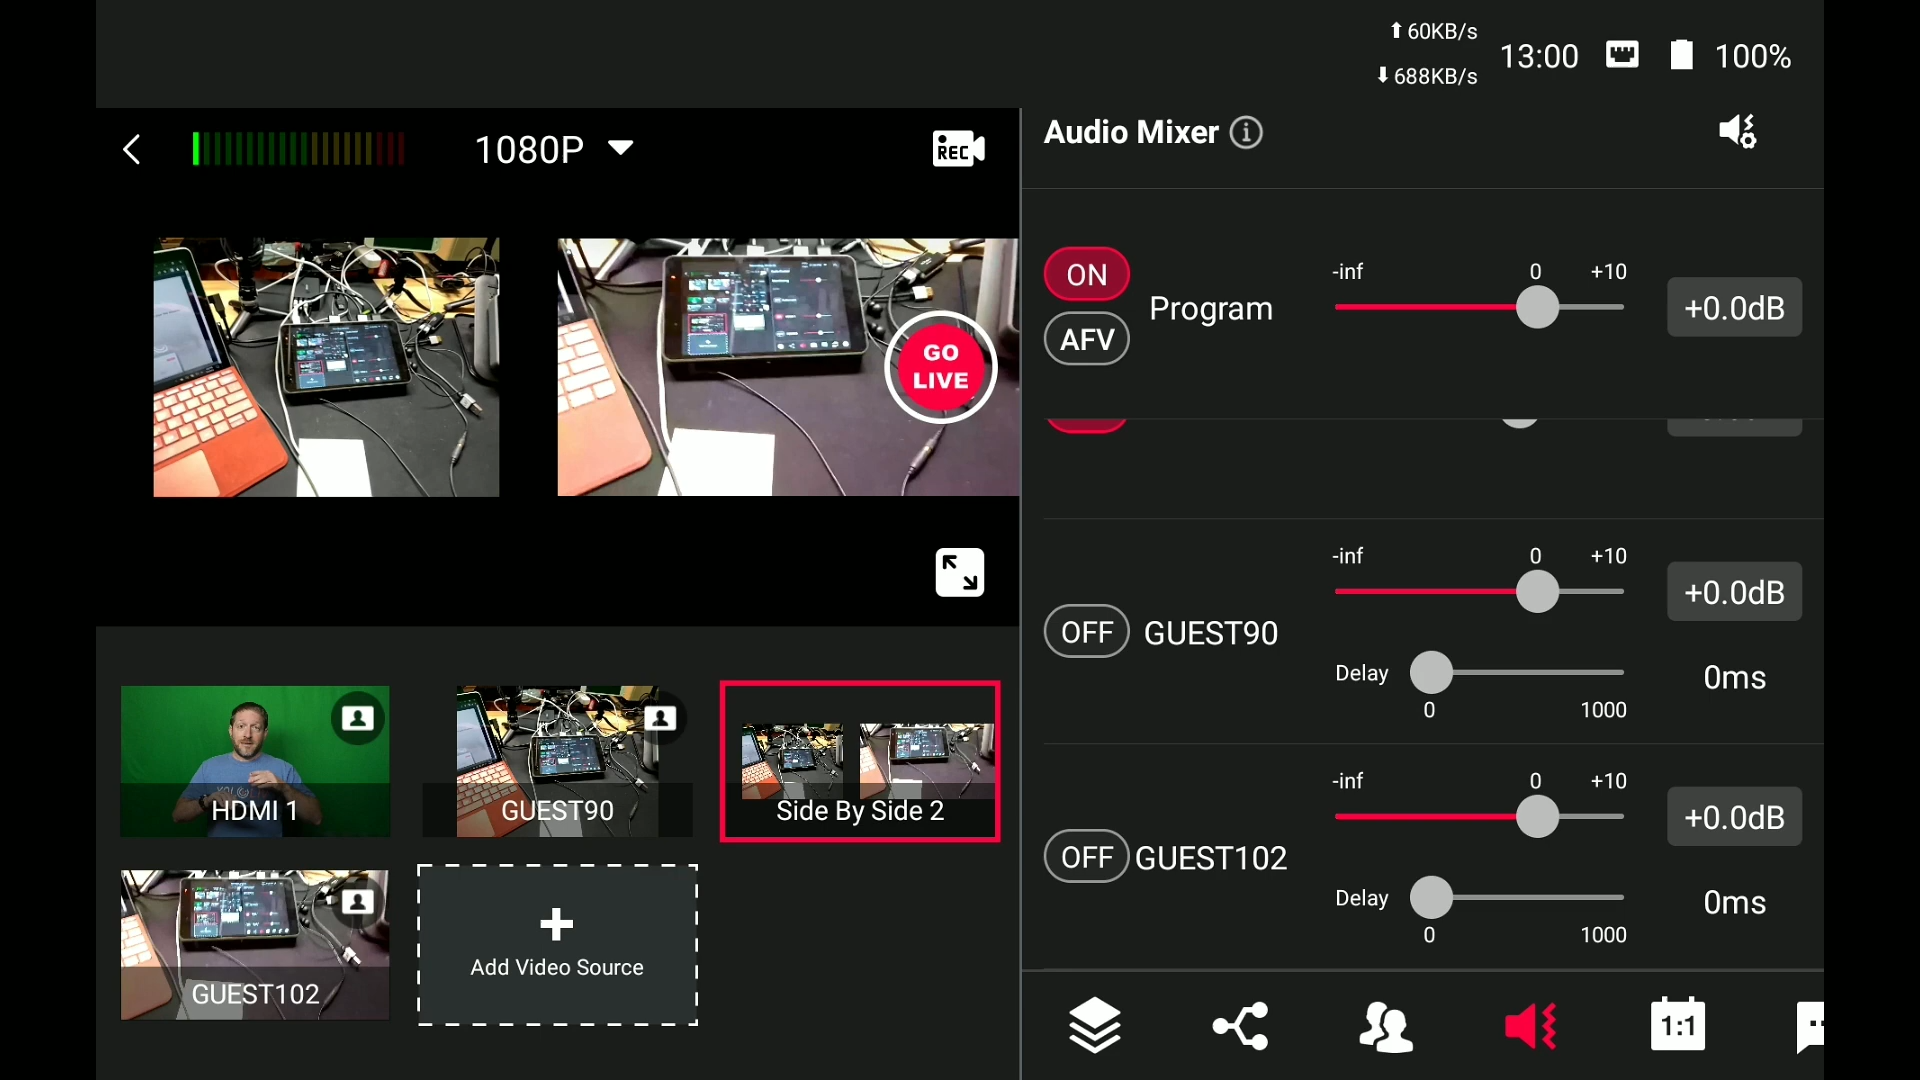 60KB/s
688KB/s
13:00
100%
1080P
REC
Audio Mixer
GO
LIVE
ON
AFV
Program
-inf
0
+10
+0.0dB
OFF
GUEST90
-inf
0
+10
+0.0dB
Delay
0
1000
0ms
OFF
GUEST102
-inf
0
+10
+0.0dB
Delay
0
1000
0ms
HDMI 1
GUEST90
Side By Side 2
GUEST102
Add Video Source
1:1